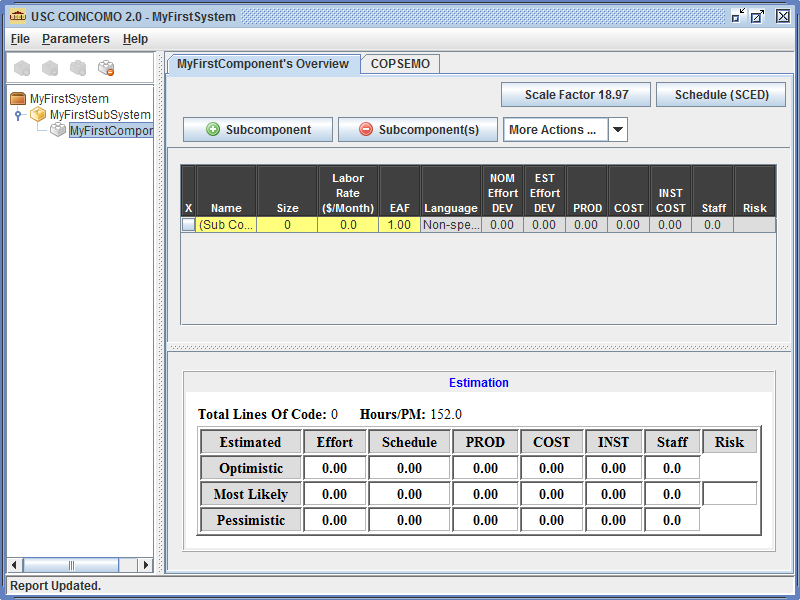 USC COINCOMO 2.0 - MyFirstSystem
File Parameters Help
MyFirstComponent's Overview COPSEMO
MyFirstSystem
MyFirstSubSystem
MyFirstCompor
Scale Factor 18.97 Schedule (SCED)
Subcomponent Subcomponent(s) More Actions ...
X Name Size Labor Rate ($/Month) EAF Language NOM Effort DEV EST Effort DEV PROD COST INST COST Staff Risk
(Sub Co... 0 0.0 1.00 Non-spe... 0.00 0.00 0.00 0.00 0.00 0.0
Estimation
Total Lines Of Code: 0 Hours/PM: 152.0
Estimated Effort Schedule PROD COST INST Staff Risk
Optimistic 0.00 0.00 0.00 0.00 0.00 0.0
Most Likely 0.00 0.00 0.00 0.00 0.00 0.0
Pessimistic 0.00 0.00 0.00 0.00 0.00 0.0
Report Updated.